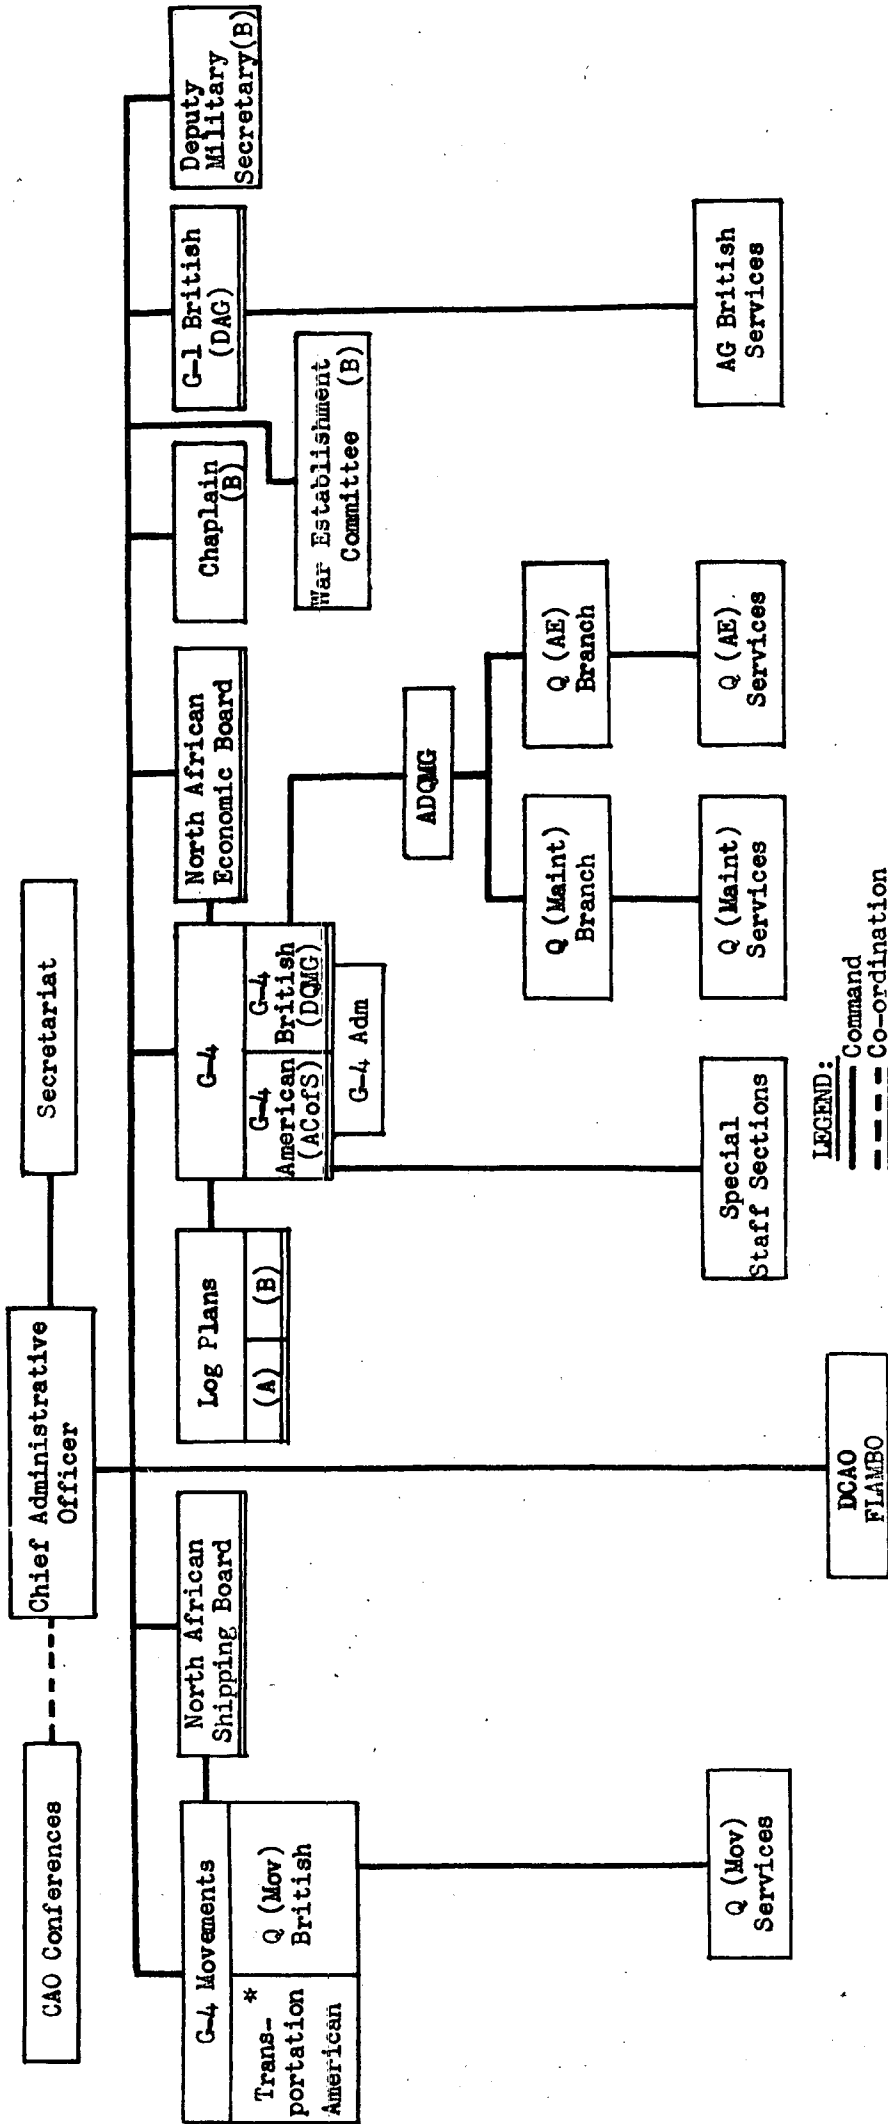 CAO Conferences
Chief Administrative
Officer
Secretariat
G-4 Movements
Trans- *
portation
American
Q (Mov)
British
North African
Shipping Board
Log Plans
(A) (B)
G-4
G-4
American
(ACofS)
G-4
British
(DQMG)
G-4 Adm
North African
Economic Board
Chaplain
(B)
War Establishment
Committee (B)
G-1 British
(DAG)
Deputy
Military
Secretary(B)
ADQMG
Q (Maint)
Branch
Q (AE)
Branch
Q (Mov)
Services
Special
Staff Sections
Q (Maint)
Services
Q (AE)
Services
AG British
Services
DCAO
FLAMBO
LEGEND:
Command
Co-ordination